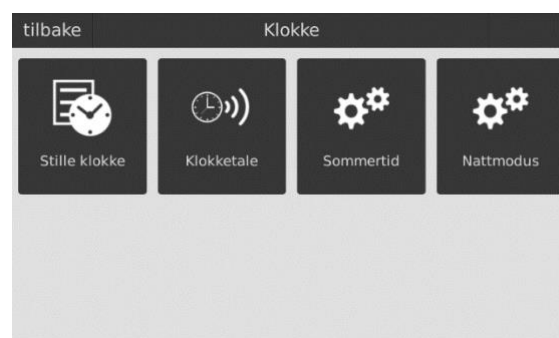 tilbake
Klokke
Stille klokke
Klokketale
Sommertid
Nattmodus